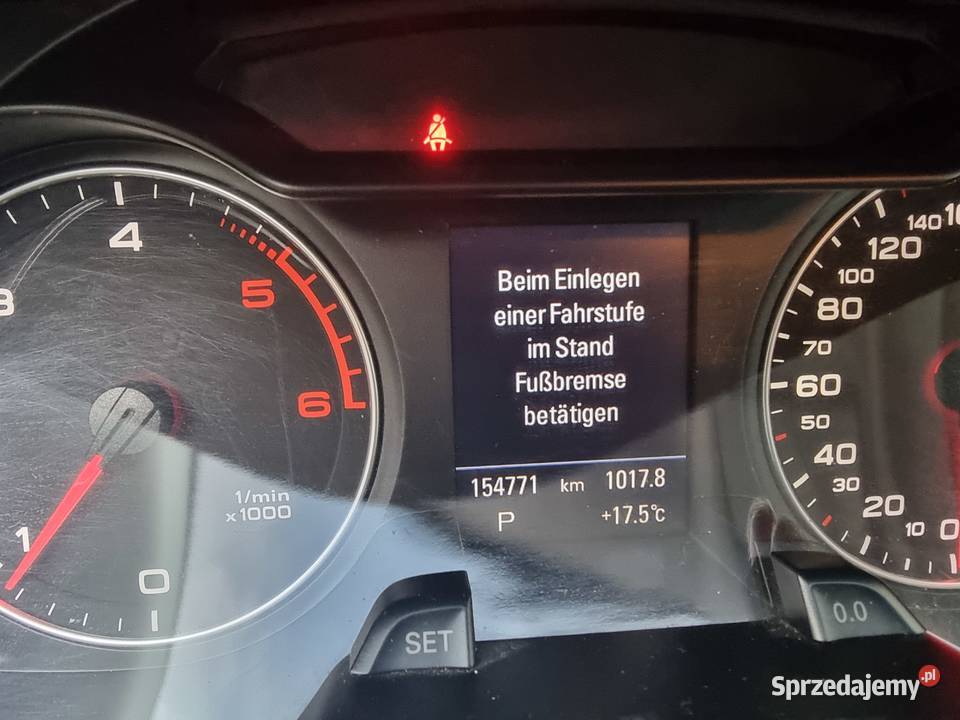 Beim Einlegen
einer Fahrstufe
im Stand
Fußbremse
betätigen
154771 km 1017.8
P +17.5°C
3
4
5
6
1
0
1/min
x1000
140
120
100
80
70
60
50
40
30
20
10
0
SET
0.0
Sprzedajemy.pl